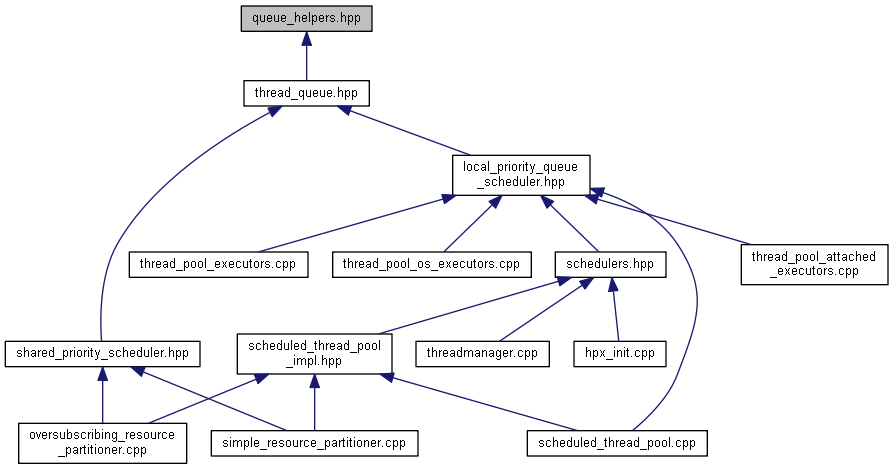 queue_helpers.hpp
thread_queue.hpp
local_priority_queue
_scheduler.hpp
thread_pool_executors.cpp
thread_pool_os_executors.cpp
schedulers.hpp
thread_pool_attached
_executors.cpp
shared_priority_scheduler.hpp
scheduled_thread_pool
_impl.hpp
threadmanager.cpp
hpx_init.cpp
oversubscribing_resource
_partitioner.cpp
simple_resource_partitioner.cpp
scheduled_thread_pool.cpp